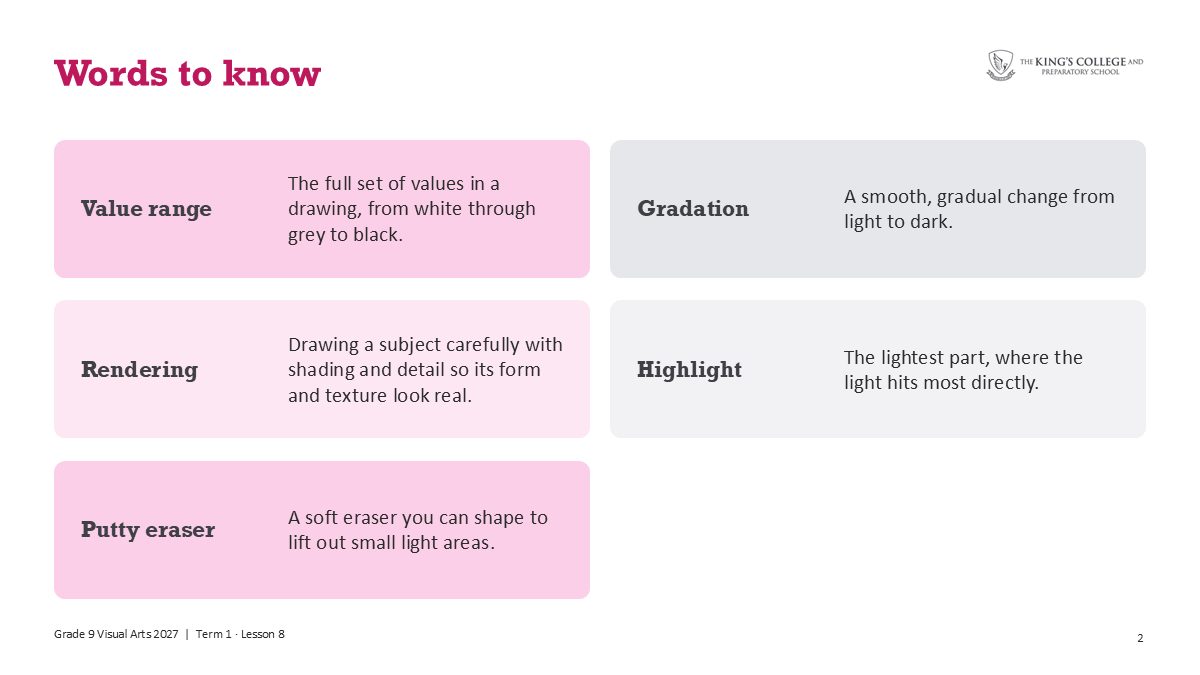 Words to know
THE KING'S COLLEGE AND
PREPARATORY SCHOOL
Value range
The full set of values in a
drawing, from white through
grey to black.
Gradation
A smooth, gradual change from
light to dark.
Rendering
Drawing a subject carefully with
shading and detail so its form
and texture look real.
Highlight
The lightest part, where the
light hits most directly.
Putty eraser
A soft eraser you can shape to
lift out small light areas.
Grade 9 Visual Arts 2027 | Term 1 · Lesson 8
2